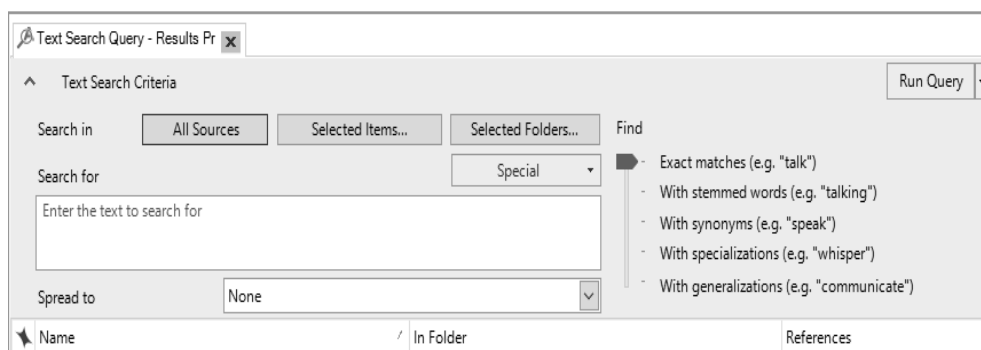 Text Search Query - Results Pr
Text Search Criteria
Run Query
Search in
All Sources
Selected Items...
Selected Folders...
Find
Search for
Special
Enter the text to search for
Exact matches (e.g. "talk")
With stemmed words (e.g. "talking")
With synonyms (e.g. "speak")
With specializations (e.g. "whisper")
With generalizations (e.g. "communicate")
Spread to
None
Name
In Folder
References